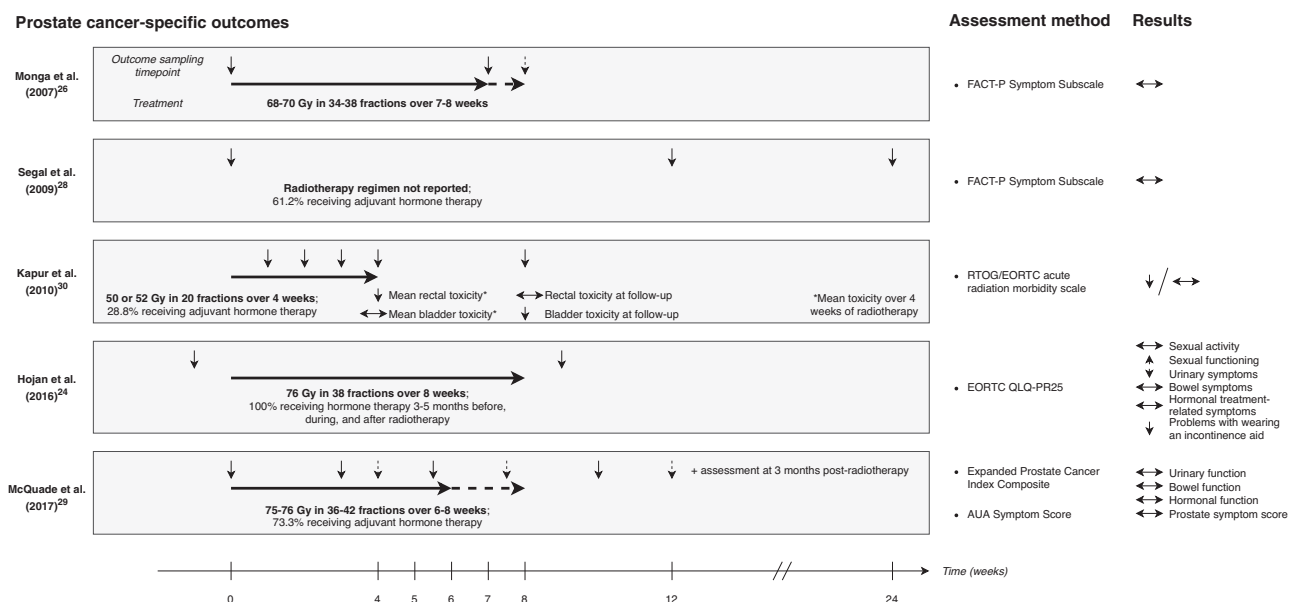 Prostate cancer-specific outcomes
Assessment method
Results
Monga et al.
(2007)26
Outcome sampling
timepoint
Treatment
68-70 Gy in 34-38 fractions over 7-8 weeks
• FACT-P Symptom Subscale
Segal et al.
(2009)28
Radiotherapy regimen not reported;
61.2% receiving adjuvant hormone therapy
• FACT-P Symptom Subscale
Kapur et al.
(2010)30
50 or 52 Gy in 20 fractions over 4 weeks;
28.8% receiving adjuvant hormone therapy
Mean rectal toxicity*
Mean bladder toxicity*
Rectal toxicity at follow-up
Bladder toxicity at follow-up
*Mean toxicity over 4
weeks of radiotherapy
• RTOG/EORTC acute
radiation morbidity scale
/
Hojan et al.
(2016)24
76 Gy in 38 fractions over 8 weeks;
100% receiving hormone therapy 3-5 months before,
during, and after radiotherapy
• EORTC QLQ-PR25
Sexual activity
Sexual functioning
Urinary symptoms
Bowel symptoms
Hormonal treatment-
related symptoms
Problems with wearing
an incontinence aid
McQuade et al.
(2017)29
75-76 Gy in 36-42 fractions over 6-8 weeks;
73.3% receiving adjuvant hormone therapy
+ assessment at 3 months post-radiotherapy
• Expanded Prostate Cancer
Index Composite
• AUA Symptom Score
Urinary function
Bowel function
Hormonal function
Prostate symptom score
Time (weeks)
0 4 5 6 7 8 12 24